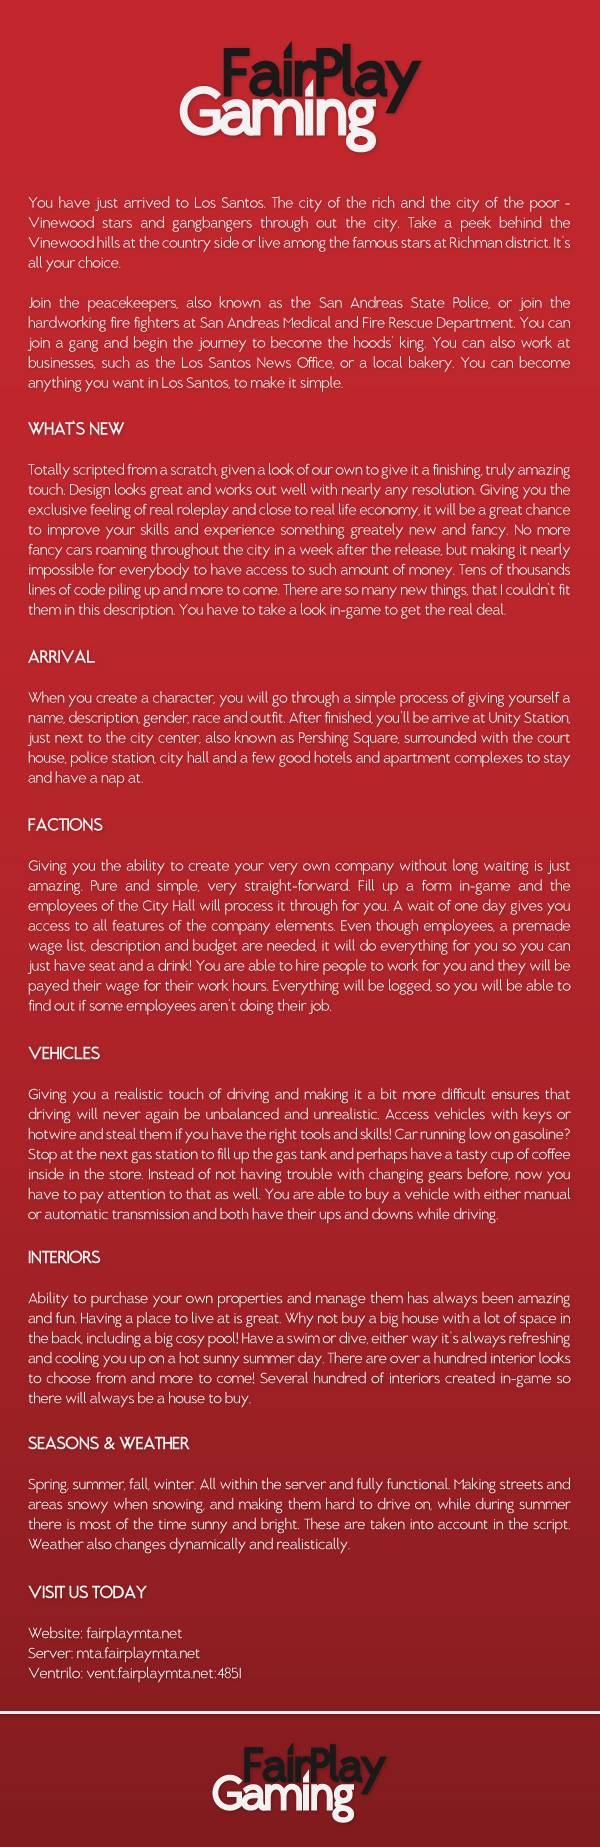 FairPlay
Gaming
You have just arrived to Los Santos. The city of the rich and the city of the poor -
Vinewood stars and gangbangers through out the city. Take a peek behind the
Vinewood hills at the country side or live among the famous stars at Richman district. It's
all your choice.
Join the peacekeepers, also known as the San Andreas State Police, or join the
hardworking fire fighters at San Andreas Medical and Fire Rescue Department. You can
join a gang and begin the journey to become the hoods' king. You can also work at
businesses, such as the Los Santos News Office, or a local bakery. You can become
anything you want in Los Santos, to make it simple.
WHAT'S NEW
Totally scripted from a scratch, given a look of our own to give it a finishing, truly amazing
touch. Design looks great and works out well with nearly any resolution. Giving you the
exclusive feeling of real roleplay and close to real life economy, it will be a great chance
to improve your skills and experience something greately new and fancy. No more
fancy cars roaming throughout the city in a week after the release, but making it nearly
impossible for everybody to have access to such amount of money. Tens of thousands
lines of code piling up and more to come. There are so many new things, that I couldn't fit
them in this description. You have to take a look in-game to get the real deal.
ARRIVAL
When you create a character, you will go through a simple process of giving yourself a
name, description, gender, race and outfit. After finished, you'll be arrive at Unity Station,
just next to the city center, also known as Pershing Square, surrounded with the court
house, police station, city hall and a few good hotels and apartment complexes to stay
and have a nap at.
FACTIONS
Giving you the ability to create your very own company without long waiting is just
amazing. Pure and simple, very straight-forward. Fill up a form in-game and the
employees of the City Hall will process it through for you. A wait of one day gives you
access to all features of the company elements. Even though employees, a premade
wage list, description and budget are needed, it will do everything for you so you can
just have seat and a drink! You are able to hire people to work for you and they will be
payed their wage for their work hours. Everything will be logged, so you will be able to
find out if some employees aren't doing their job.
VEHICLES
Giving you a realistic touch of driving and making it a bit more difficult ensures that
driving will never again be unbalanced and unrealistic. Access vehicles with keys or
hotwire and steal them if you have the right tools and skills! Car running low on gasoline?
Stop at the next gas station to fill up the gas tank and perhaps have a tasty cup of coffee
inside in the store. Instead of not having trouble with changing gears before, now you
have to pay attention to that as well. You are able to buy a vehicle with either manual
or automatic transmission and both have their ups and downs while driving.
INTERIORS
Ability to purchase your own properties and manage them has always been amazing
and fun. Having a place to live at is great. Why not buy a big house with a lot of space in
the back, including a big cosy pool! Have a swim or dive, either way it's always refreshing
and cooling you up on a hot sunny summer day. There are over a hundred interior looks
to choose from and more to come! Several hundred of interiors created in-game so
there will always be a house to buy.
SEASONS & WEATHER
Spring, summer, fall, winter. All within the server and fully functional. Making streets and
areas snowy when snowing, and making them hard to drive on, while during summer
there is most of the time sunny and bright. These are taken into account in the script.
Weather also changes dynamically and realistically.
VISIT US TODAY
Website: fairplaymta.net
Server: mta.fairplaymta.net
Ventrilo: vent.fairplaymta.net:4851
FairPlay
Gaming